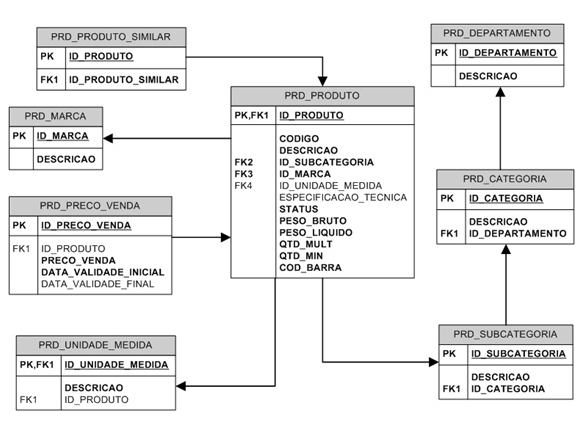 PRD_PRODUTO_SIMILAR
PK ID_PRODUTO
FK1 ID_PRODUTO_SIMILAR
PRD_MARCA
PK ID_MARCA
DESCRICAO
PRD_PRECO_VENDA
PK ID_PRECO_VENDA
FK1 ID_PRODUTO
PRECO_VENDA
DATA_VALIDADE_INICIAL
DATA_VALIDADE_FINAL
PRD_UNIDADE_MEDIDA
PK,FK1 ID_UNIDADE_MEDIDA
DESCRICAO
FK1 ID_PRODUTO
PRD_PRODUTO
PK,FK1 ID_PRODUTO
CODIGO
DESCRICAO
FK2 ID_SUBCATEGORIA
FK3 ID_MARCA
FK4 ID_UNIDADE_MEDIDA
ESPECIFICACAO_TECNICA
STATUS
PESO_BRUTO
PESO_LIQUIDO
QTD_MULT
QTD_MIN
COD_BARRA
PRD_DEPARTAMENTO
PK ID_DEPARTAMENTO
DESCRICAO
PRD_CATEGORIA
PK ID_CATEGORIA
DESCRICAO
FK1 ID_DEPARTAMENTO
PRD_SUBCATEGORIA
PK ID_SUBCATEGORIA
DESCRICAO
FK1 ID_CATEGORIA